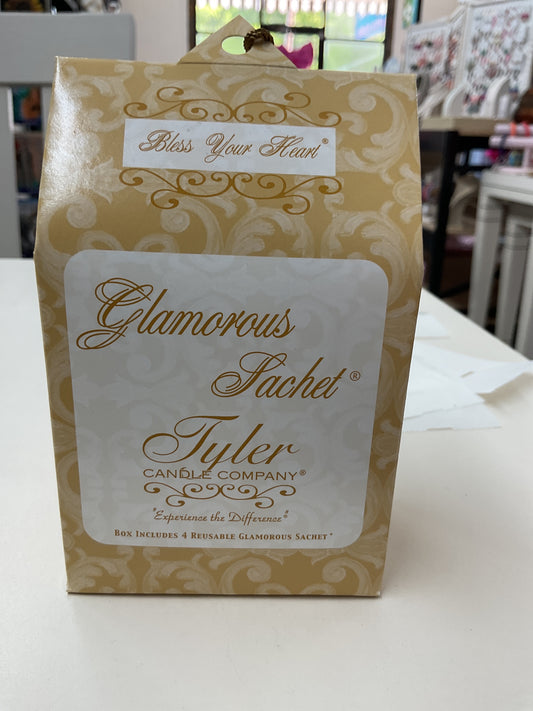 Bless Your Heart®
Glamorous
Sachet®
Tyler
CANDLE COMPANY®
"Experience the Difference"®
BOX INCLUDES 4 REUSABLE GLAMOROUS SACHET®